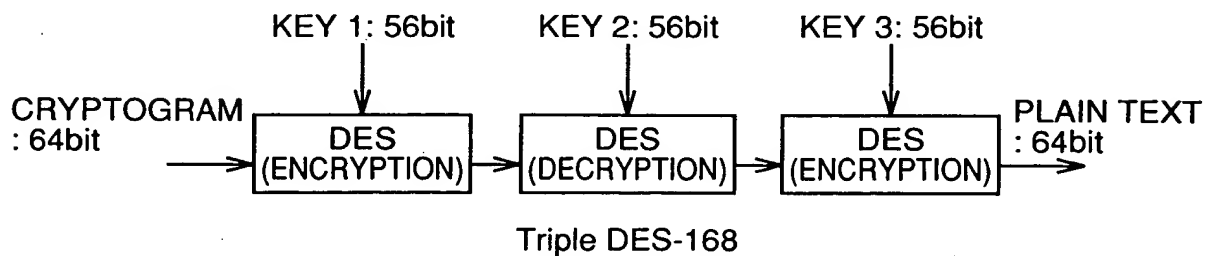 KEY 1: 56bit
KEY 2: 56bit
KEY 3: 56bit
CRYPTOGRAM
: 64bit
DES
(ENCRYPTION)
DES
(DECRYPTION)
DES
(ENCRYPTION)
PLAIN TEXT
: 64bit
Triple DES-168